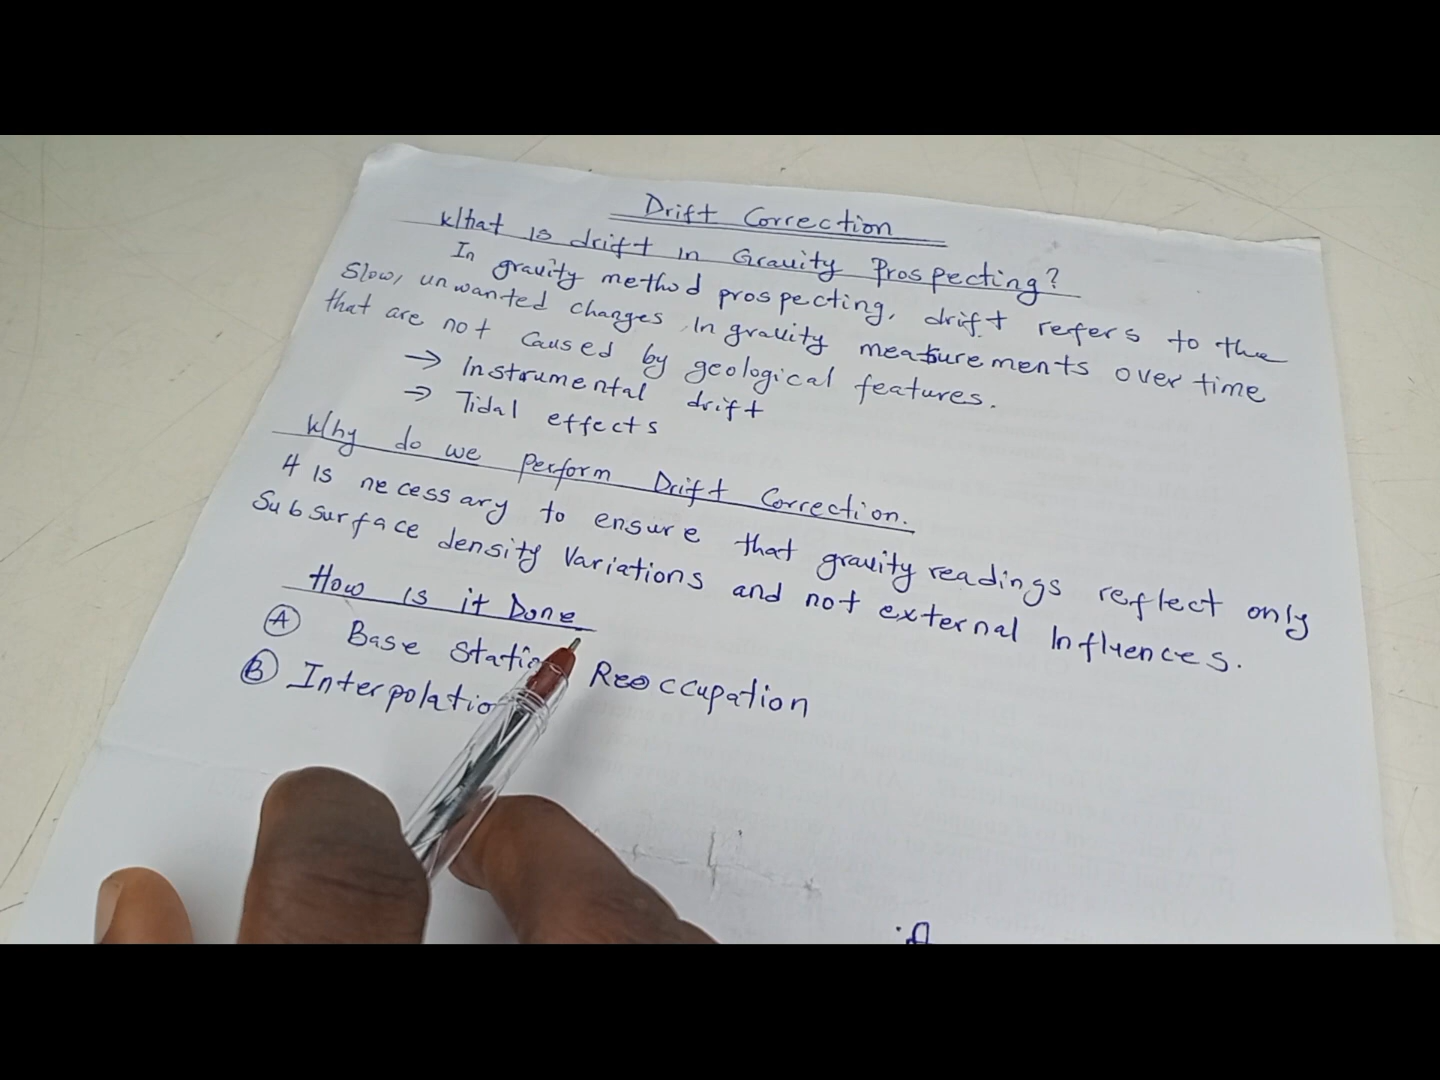 Drift Correction
What is drift in Gravity Prospecting?
In gravity method prospecting, drift refers to the
Slow, unwanted changes in gravity measurements over time
that are not caused by geological features.
→ Instrumental drift
→ Tidal effects
Why do we perform Drift Correction.
It is necessary to ensure that gravity readings reflect only
Subsurface density Variations and not external Influences.
How is it Done
Ⓐ Base Statio Reoccupation
Ⓑ Interpolatio